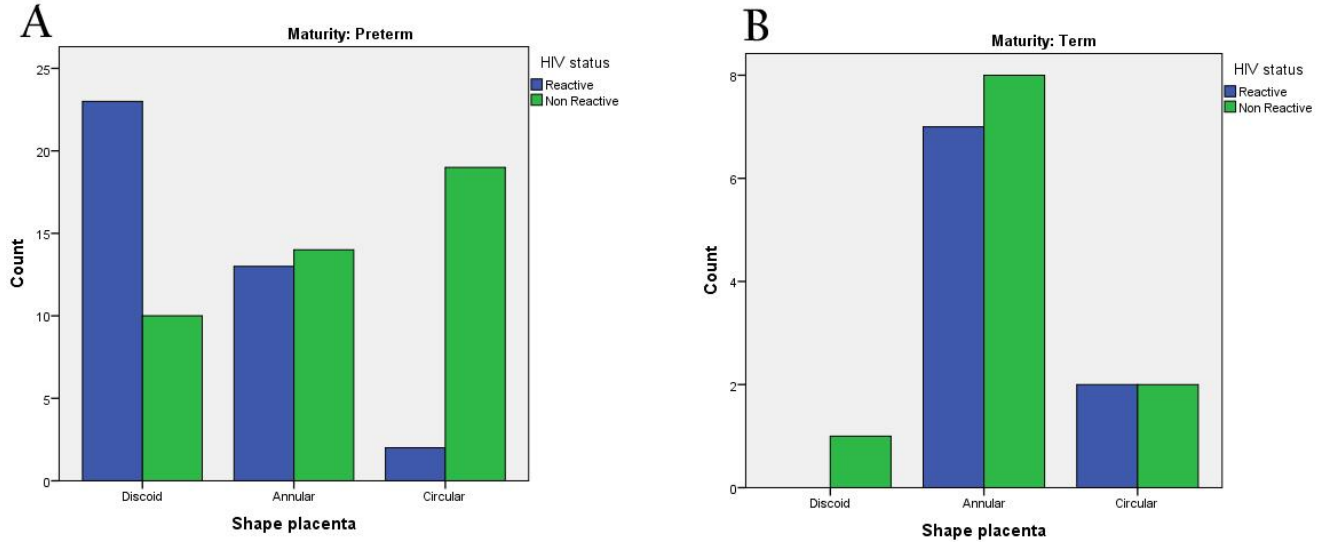 A
Maturity: Preterm
HIV status
Reactive
Non Reactive
25
20
15
10
5
0
Count
Discoid Annular Circular
Shape placenta
B
Maturity: Term
HIV status
Reactive
Non Reactive
8
6
4
2
0
Count
Discoid Annular Circular
Shape placenta